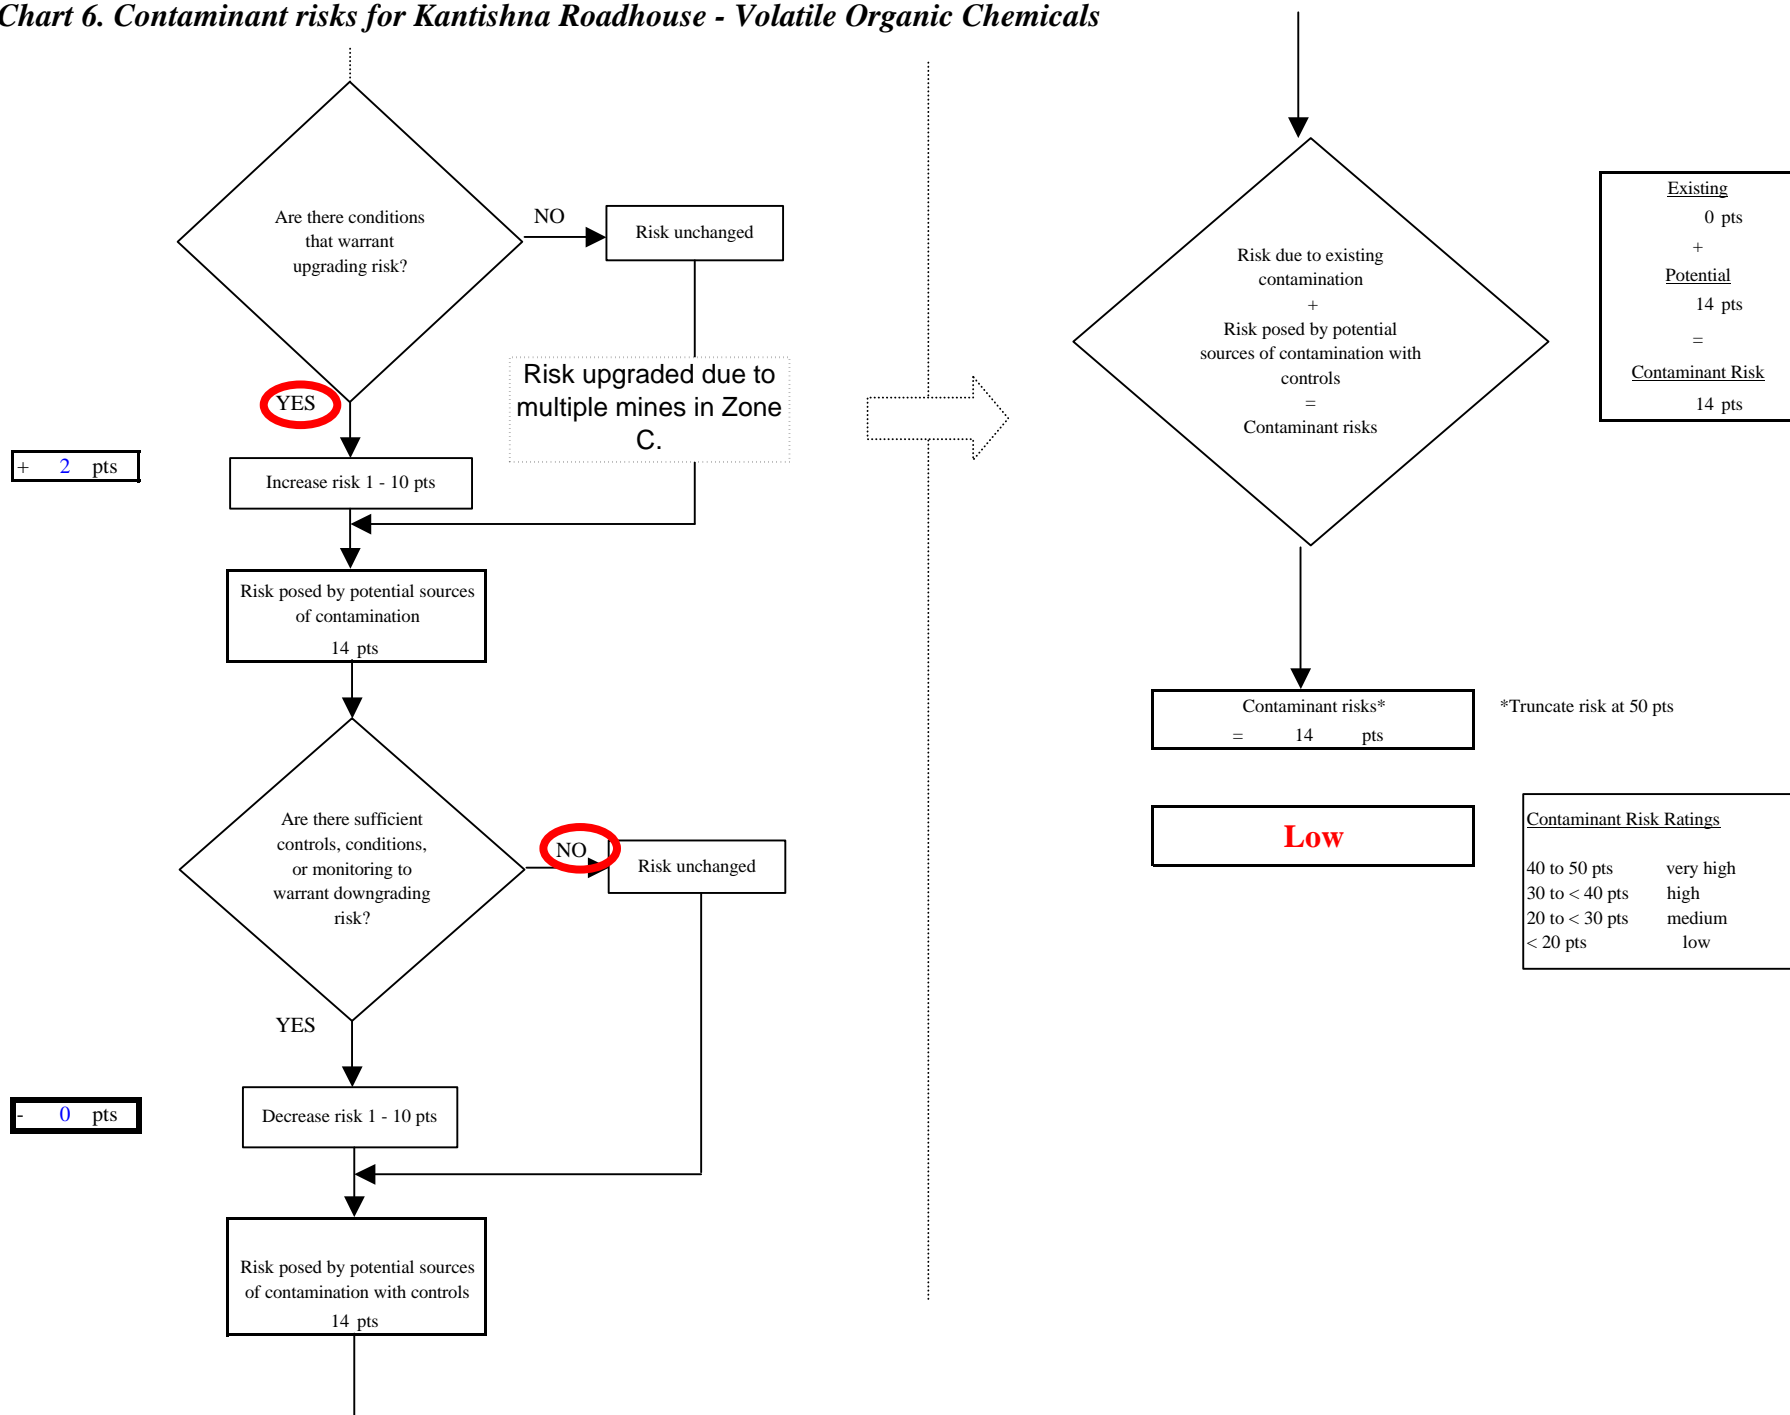 Chart 6. Contaminant risks for Kantishna Roadhouse - Volatile Organic Chemicals
Are there conditions
that warrant
upgrading risk?
NO
Risk unchanged
YES
Risk upgraded due to
multiple mines in Zone
C.
+ 2 pts
Increase risk 1 - 10 pts
Risk posed by potential sources
of contamination
14 pts
Are there sufficient
controls, conditions,
or monitoring to
warrant downgrading
risk?
NO
Risk unchanged
YES
- 0 pts
Decrease risk 1 - 10 pts
Risk posed by potential sources
of contamination with controls
14 pts
Risk due to existing
contamination
+
Risk posed by potential
sources of contamination with
controls
=
Contaminant risks
Existing
0 pts
+
Potential
14 pts
=
Contaminant Risk
14 pts
Contaminant risks*
= 14 pts
*Truncate risk at 50 pts
Low
Contaminant Risk Ratings
40 to 50 pts very high
30 to < 40 pts high
20 to < 30 pts medium
< 20 pts low